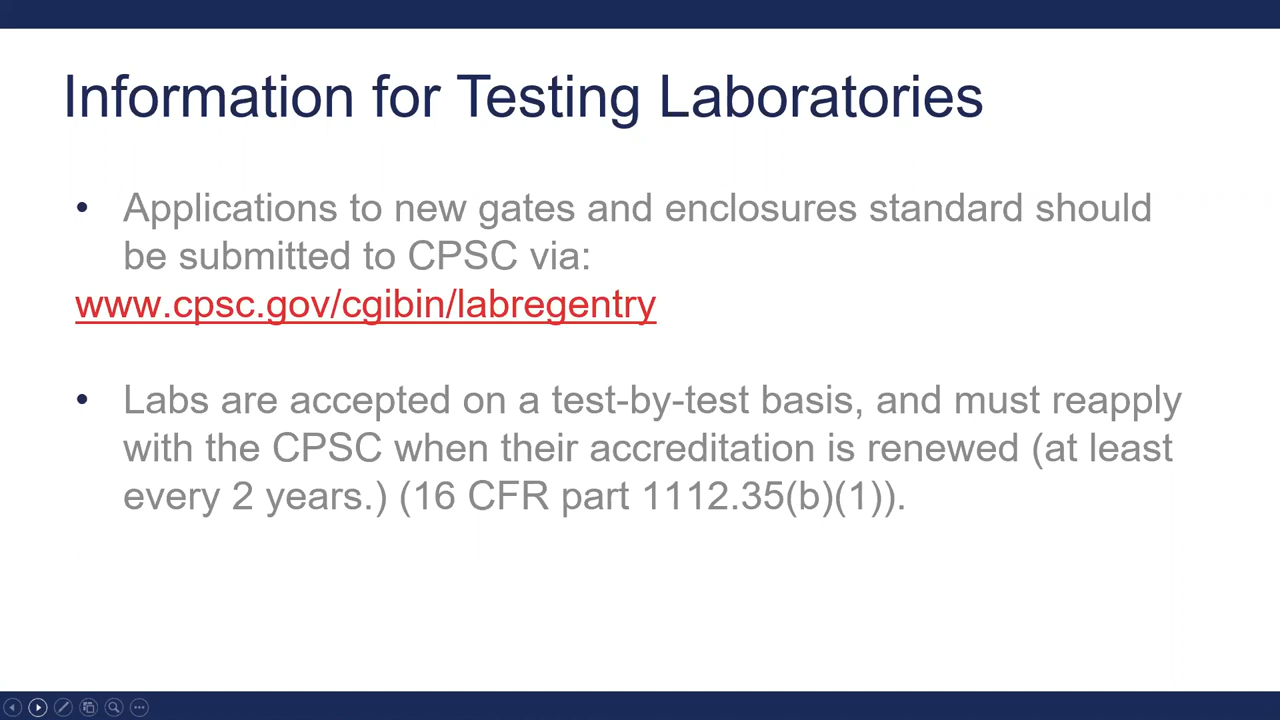 Information for Testing Laboratories
• Applications to new gates and enclosures standard should
be submitted to CPSC via:
www.cpsc.gov/cgibin/labregentry
• Labs are accepted on a test-by-test basis, and must reapply
with the CPSC when their accreditation is renewed (at least
every 2 years.) (16 CFR part 1112.35(b)(1)).